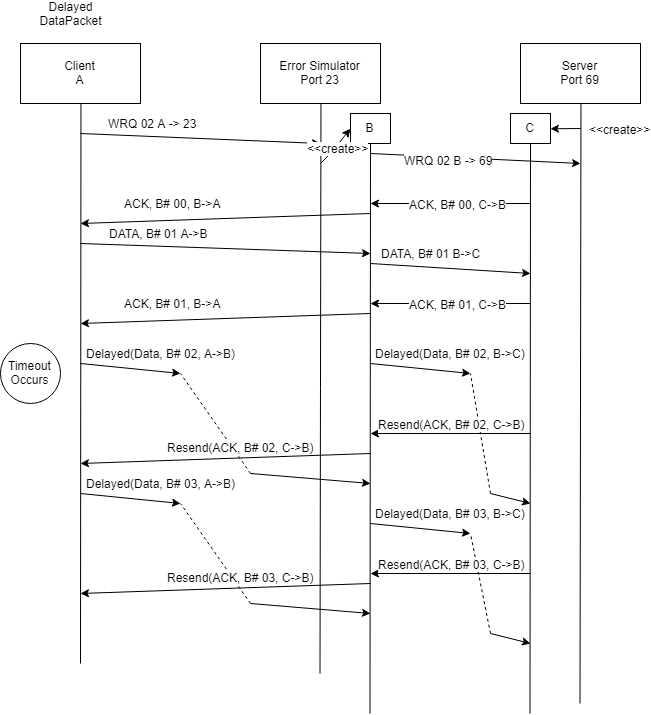 Delayed
DataPacket
Client
A
Error Simulator
Port 23
Server
Port 69
B
C
<<create>>
WRQ 02 A -> 23
<<create>>
WRQ 02 B -> 69
ACK, B# 00, B->A
ACK, B# 00, C->B
DATA, B# 01 A->B
DATA, B# 01 B->C
ACK, B# 01, B->A
ACK, B# 01, C->B
Timeout
Occurs
Delayed(Data, B# 02, A->B)
Delayed(Data, B# 02, B->C)
Resend(ACK, B# 02, C->B)
Resend(ACK, B# 02, C->B)
Delayed(Data, B# 03, A->B)
Delayed(Data, B# 03, B->C)
Resend(ACK, B# 03, C->B)
Resend(ACK, B# 03, C->B)